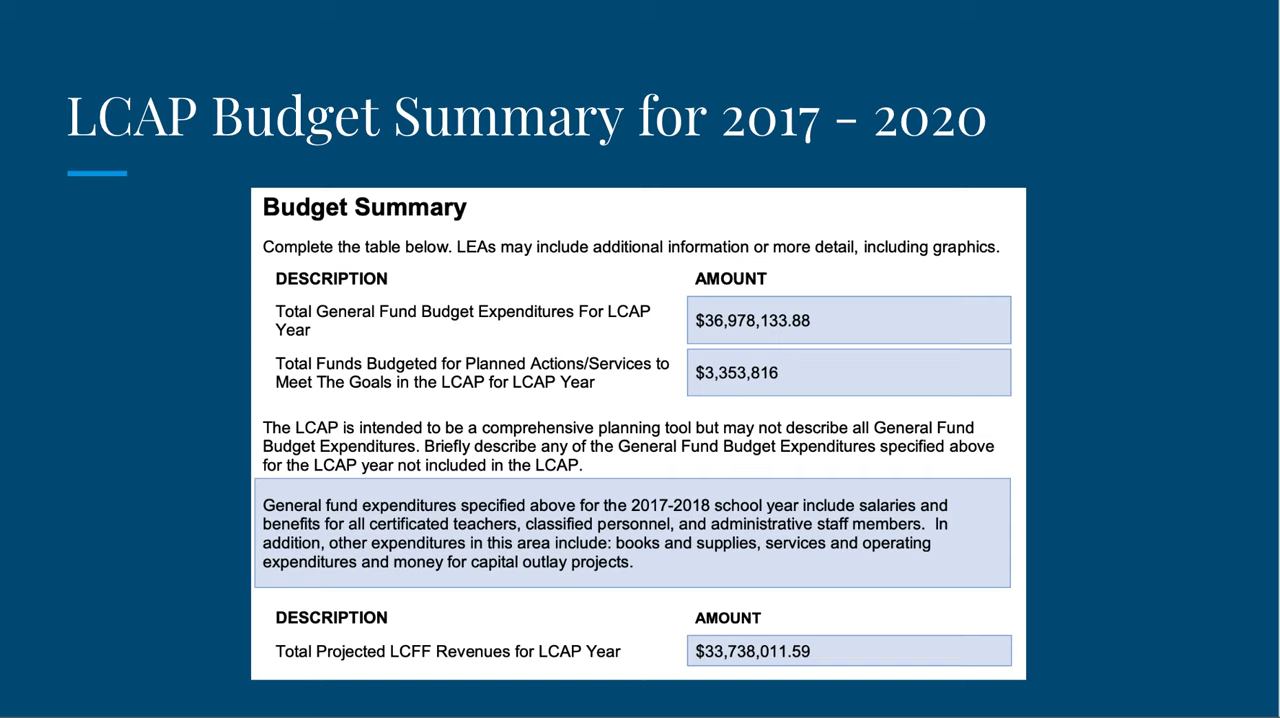 LCAP Budget Summary for 2017 - 2020
Budget Summary
Complete the table below. LEAs may include additional information or more detail, including graphics.
DESCRIPTION AMOUNT
Total General Fund Budget Expenditures For LCAP
Year
$36,978,133.88
Total Funds Budgeted for Planned Actions/Services to
Meet The Goals in the LCAP for LCAP Year
$3,353,816
The LCAP is intended to be a comprehensive planning tool but may not describe all General Fund
Budget Expenditures. Briefly describe any of the General Fund Budget Expenditures specified above
for the LCAP year not included in the LCAP.
General fund expenditures specified above for the 2017-2018 school year include salaries and
benefits for all certificated teachers, classified personnel, and administrative staff members.  In
addition, other expenditures in this area include: books and supplies, services and operating
expenditures and money for capital outlay projects.
DESCRIPTION AMOUNT
Total Projected LCFF Revenues for LCAP Year $33,738,011.59